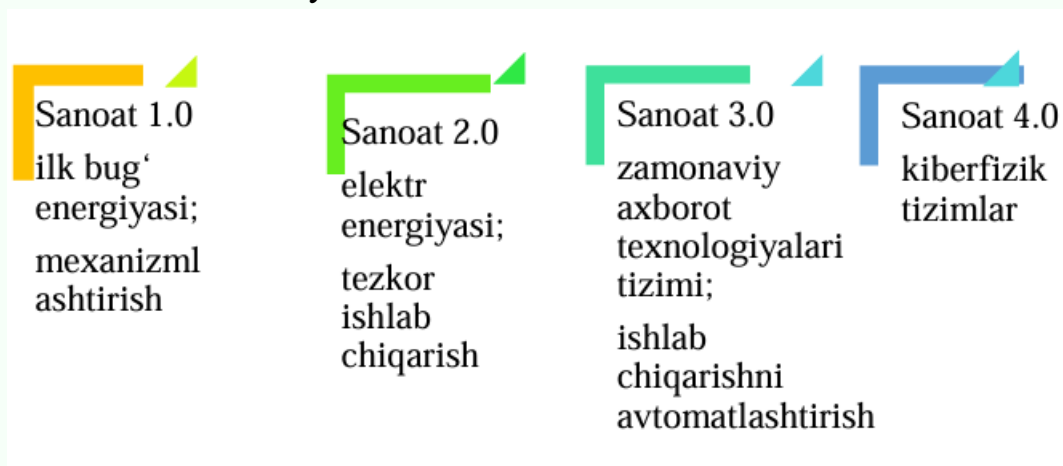 Sanoat 1.0
ilk bug‘
energiyasi;
mexanizml
ashtirish
Sanoat 2.0
elektr
energiyasi;
tezkor
ishlab
chiqarish
Sanoat 3.0
zamonaviy
axborot
texnologiyalari
tizimi;
ishlab
chiqarishni
avtomatlashtirish
Sanoat 4.0
kiberfizik
tizimlar